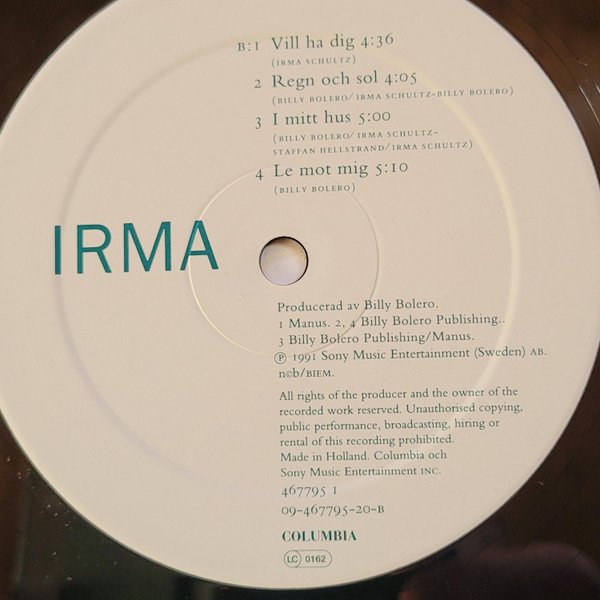 B:1 Vill ha dig 4:36
(IRMA SCHULTZ)
2 Regn och sol 4:05
(BILLY BOLERO/IRMA SCHULTZ-BILLY BOLERO)
3 I mitt hus 5:00
(BILLY BOLERO/IRMA SCHULTZ-
STAFFAN HELLSTRAND/IRMA SCHULTZ)
4 Le mot mig 5:10
(BILLY BOLERO)
IRMA
Producerad av Billy Bolero.
1 Manus. 2, 4 Billy Bolero Publishing..
3 Billy Bolero Publishing/Manus.
Ⓟ 1991 Sony Music Entertainment (Sweden) AB.
n©b/BIEM.
All rights of the producer and the owner of the
recorded work reserved. Unauthorised copying,
public performance, broadcasting, hiring or
rental of this recording prohibited.
Made in Holland. Columbia och
Sony Music Entertainment INC.
467795 1
09-467795-20-B
COLUMBIA
LC 0162